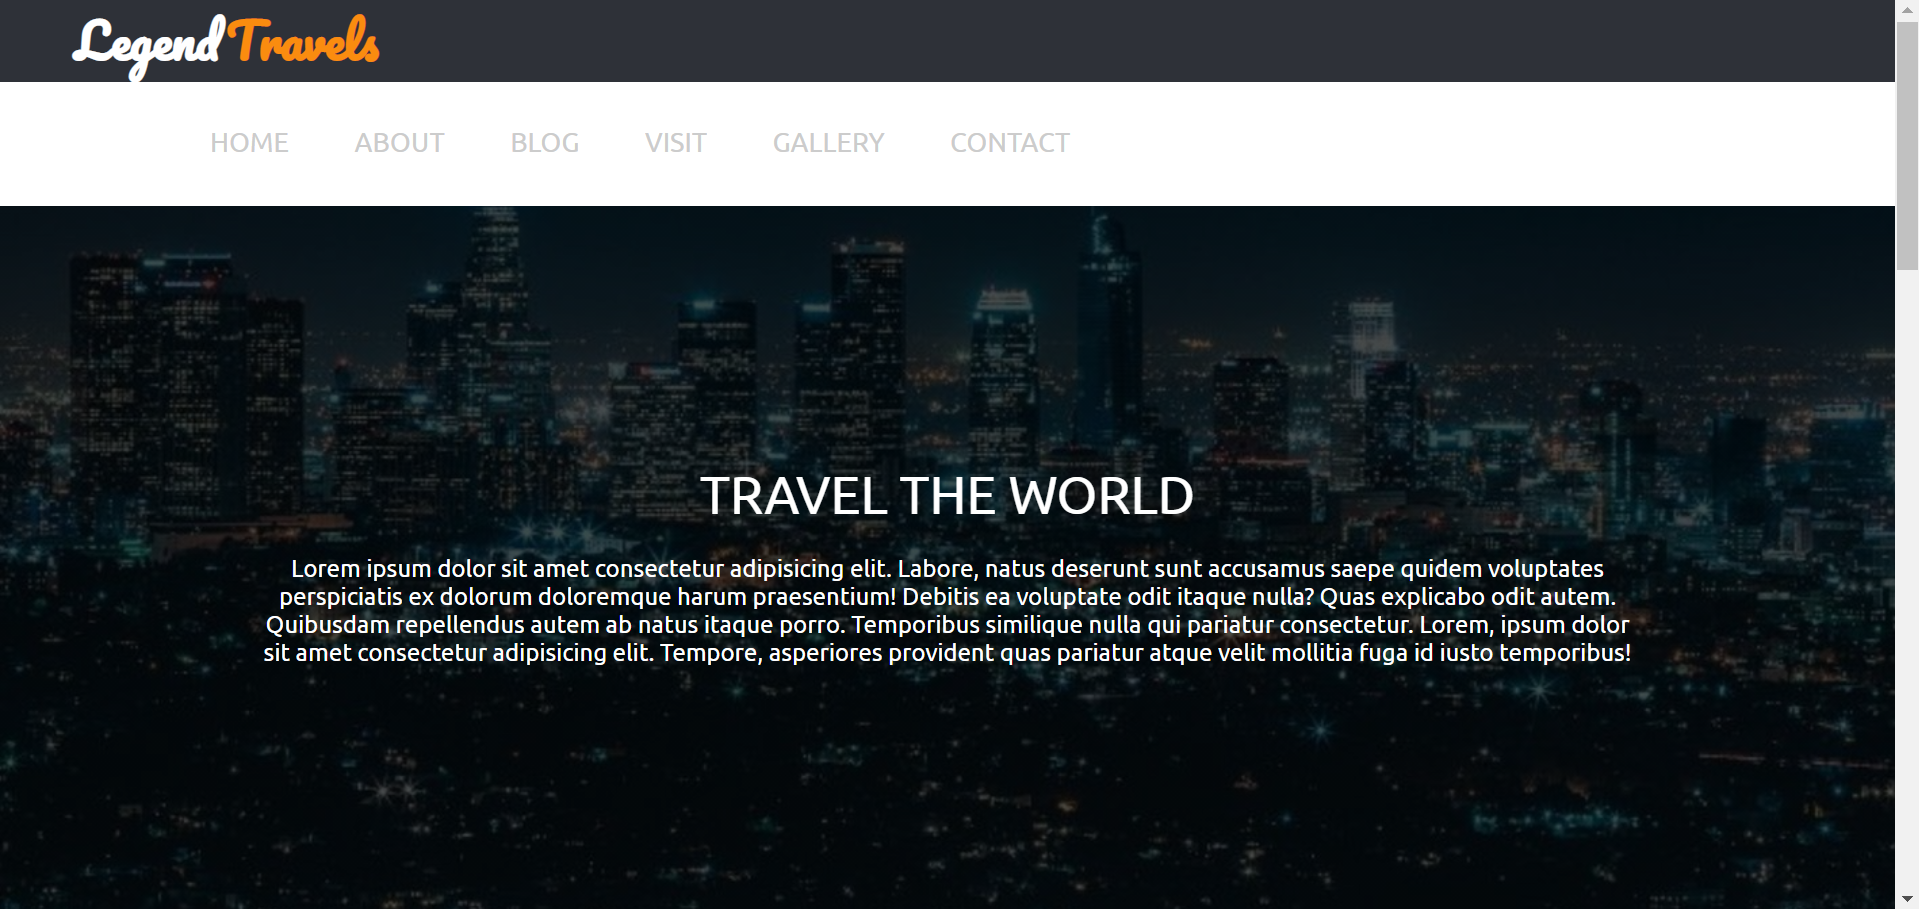 Legend Travels
HOME ABOUT BLOG VISIT GALLERY CONTACT
TRAVEL THE WORLD
Lorem ipsum dolor sit amet consectetur adipisicing elit. Labore, natus deserunt sunt accusamus saepe quidem voluptates
perspiciatis ex dolorum doloremque harum praesentium! Debitis ea voluptate odit itaque nulla? Quas explicabo odit autem.
Quibusdam repellendus autem ab natus itaque porro. Temporibus similique nulla qui pariatur consectetur. Lorem, ipsum dolor
sit amet consectetur adipisicing elit. Tempore, asperiores provident quas pariatur atque velit mollitia fuga id iusto temporibus!